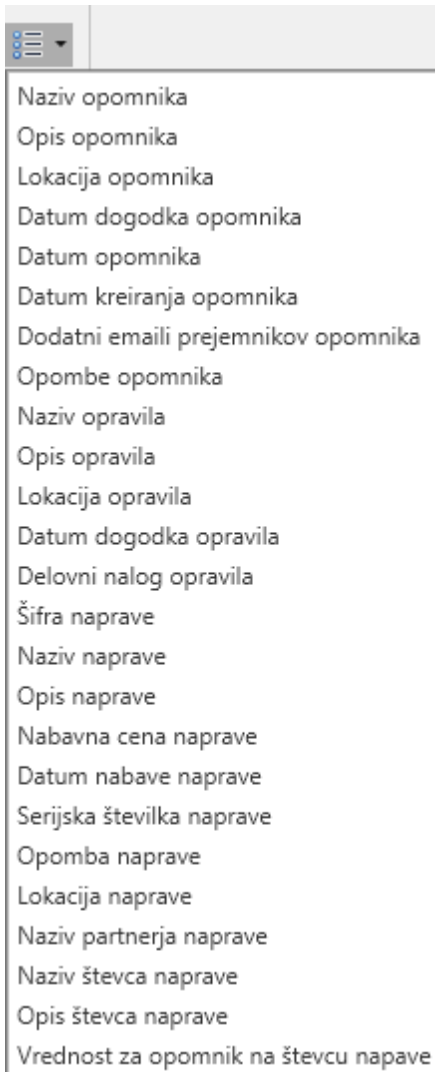 Naziv opomnika
Opis opomnika
Lokacija opomnika
Datum dogodka opomnika
Datum opomnika
Datum kreiranja opomnika
Dodatni emaili prejemnikov opomnika
Opombe opomnika
Naziv opravila
Opis opravila
Lokacija opravila
Datum dogodka opravila
Delovni nalog opravila
Šifra naprave
Naziv naprave
Opis naprave
Nabavna cena naprave
Datum nabave naprave
Serijska številka naprave
Opomba naprave
Lokacija naprave
Naziv partnerja naprave
Naziv števca naprave
Opis števca naprave
Vrednost za opomnik na števcu napave